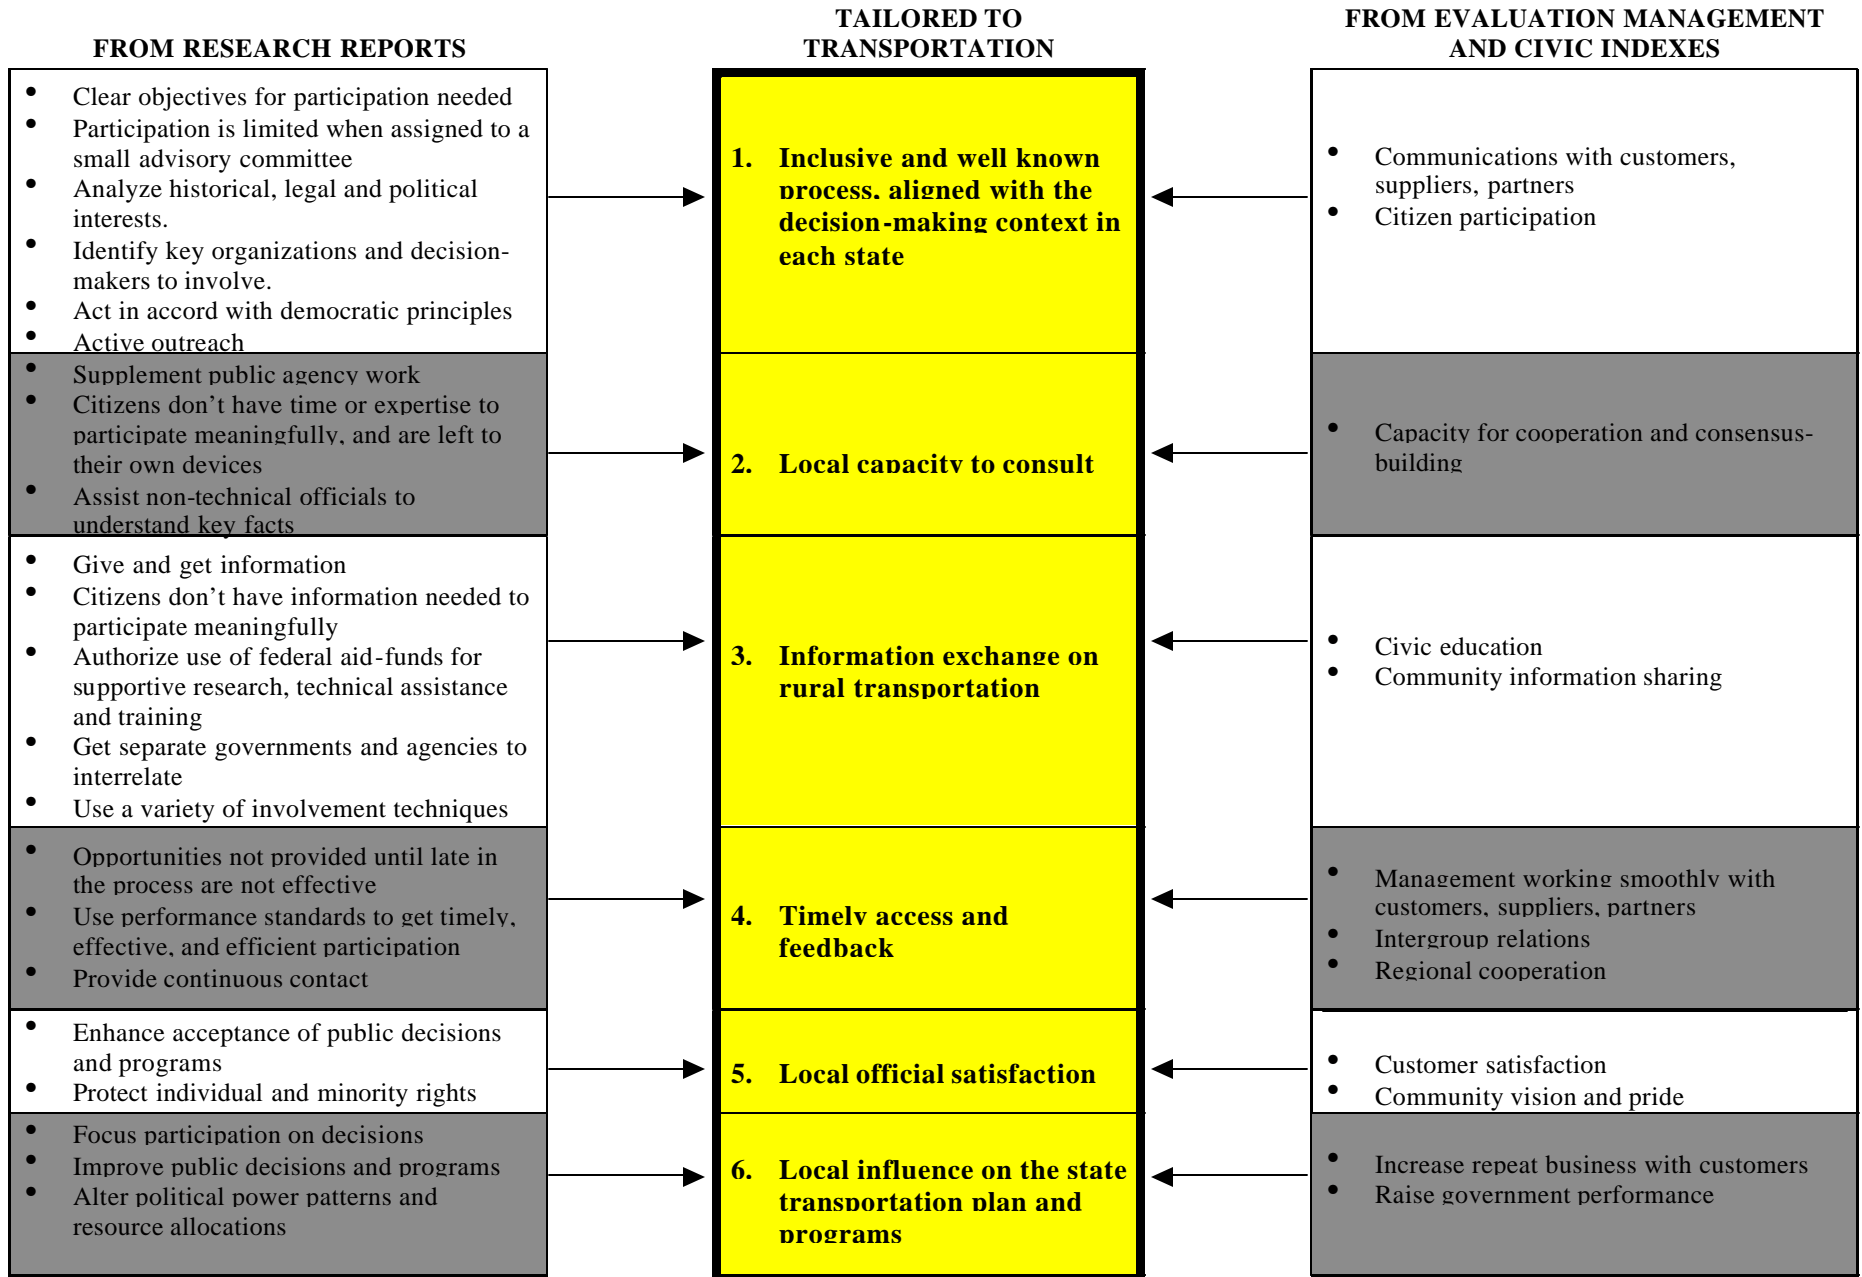 FROM RESEARCH REPORTS
• Clear objectives for participation needed
• Participation is limited when assigned to a
small advisory committee
• Analyze historical, legal and political
interests.
• Identify key organizations and decision-
makers to involve.
• Act in accord with democratic principles
• Active outreach
• Supplement public agency work
• Citizens don’t have time or expertise to
participate meaningfully, and are left to
their own devices
• Assist non-technical officials to
understand key facts
• Give and get information
• Citizens don’t have information needed to
participate meaningfully
• Authorize use of federal aid-funds for
supportive research, technical assistance
and training
• Get separate governments and agencies to
interrelate
• Use a variety of involvement techniques
• Opportunities not provided until late in
the process are not effective
• Use performance standards to get timely,
effective, and efficient participation
• Provide continuous contact
• Enhance acceptance of public decisions
and programs
• Protect individual and minority rights
• Focus participation on decisions
• Improve public decisions and programs
• Alter political power patterns and
resource allocations
TAILORED TO
TRANSPORTATION
1. Inclusive and well known
process, aligned with the
decision-making context in
each state
2. Local capacity to consult
3. Information exchange on
rural transportation
4. Timely access and
feedback
5. Local official satisfaction
6. Local influence on the state
transportation plan and
programs
FROM EVALUATION MANAGEMENT
AND CIVIC INDEXES
• Communications with customers,
suppliers, partners
• Citizen participation
• Capacity for cooperation and consensus-
building
• Civic education
• Community information sharing
• Management working smoothly with
customers, suppliers, partners
• Intergroup relations
• Regional cooperation
• Customer satisfaction
• Community vision and pride
• Increase repeat business with customers
• Raise government performance